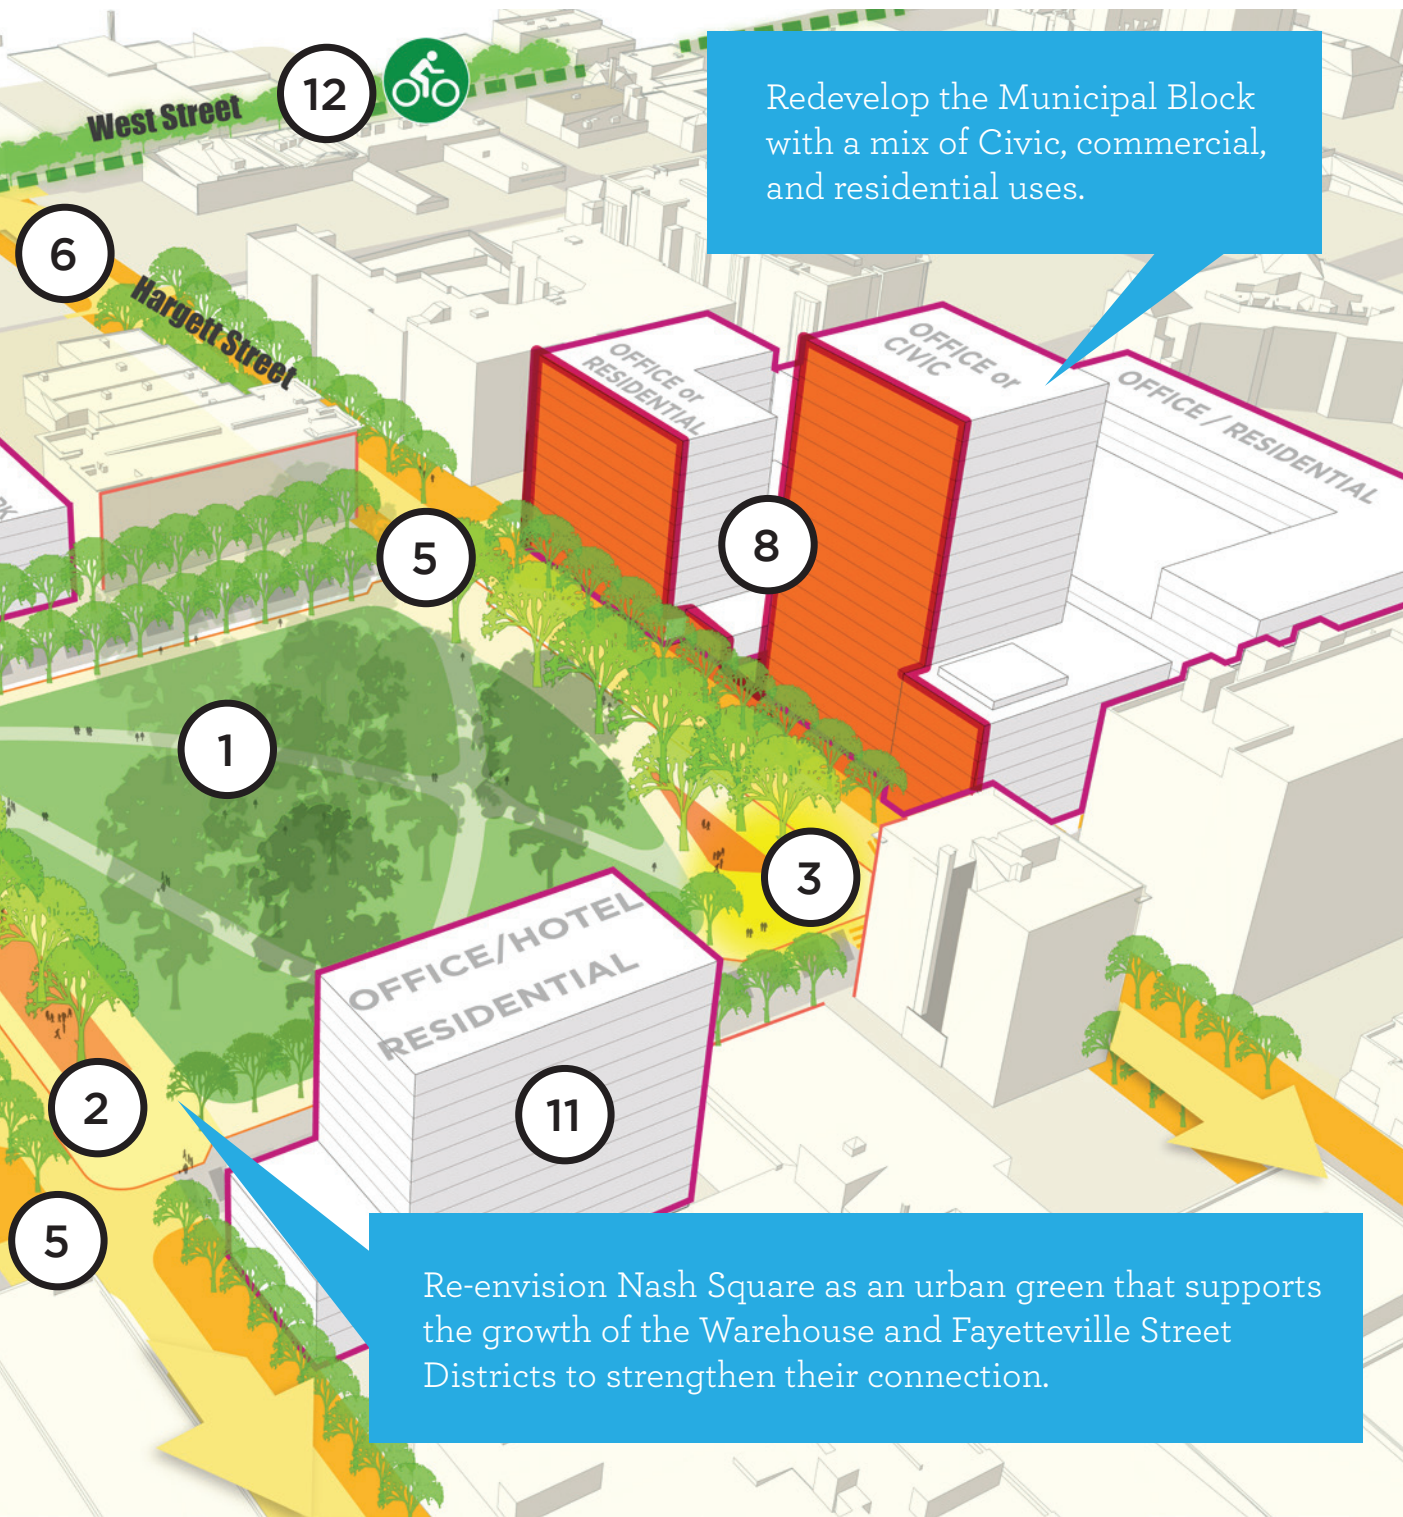 12
West Street
Redevelop the Municipal Block
with a mix of Civic, commercial,
and residential uses.
6
Hargett Street
OFFICE or
RESIDENTIAL
OFFICE or
CIVIC
OFFICE / RESIDENTIAL
5
8
1
3
OFFICE/HOTEL
RESIDENTIAL
2
11
5
Re-envision Nash Square as an urban green that supports
the growth of the Warehouse and Fayetteville Street
Districts to strengthen their connection.